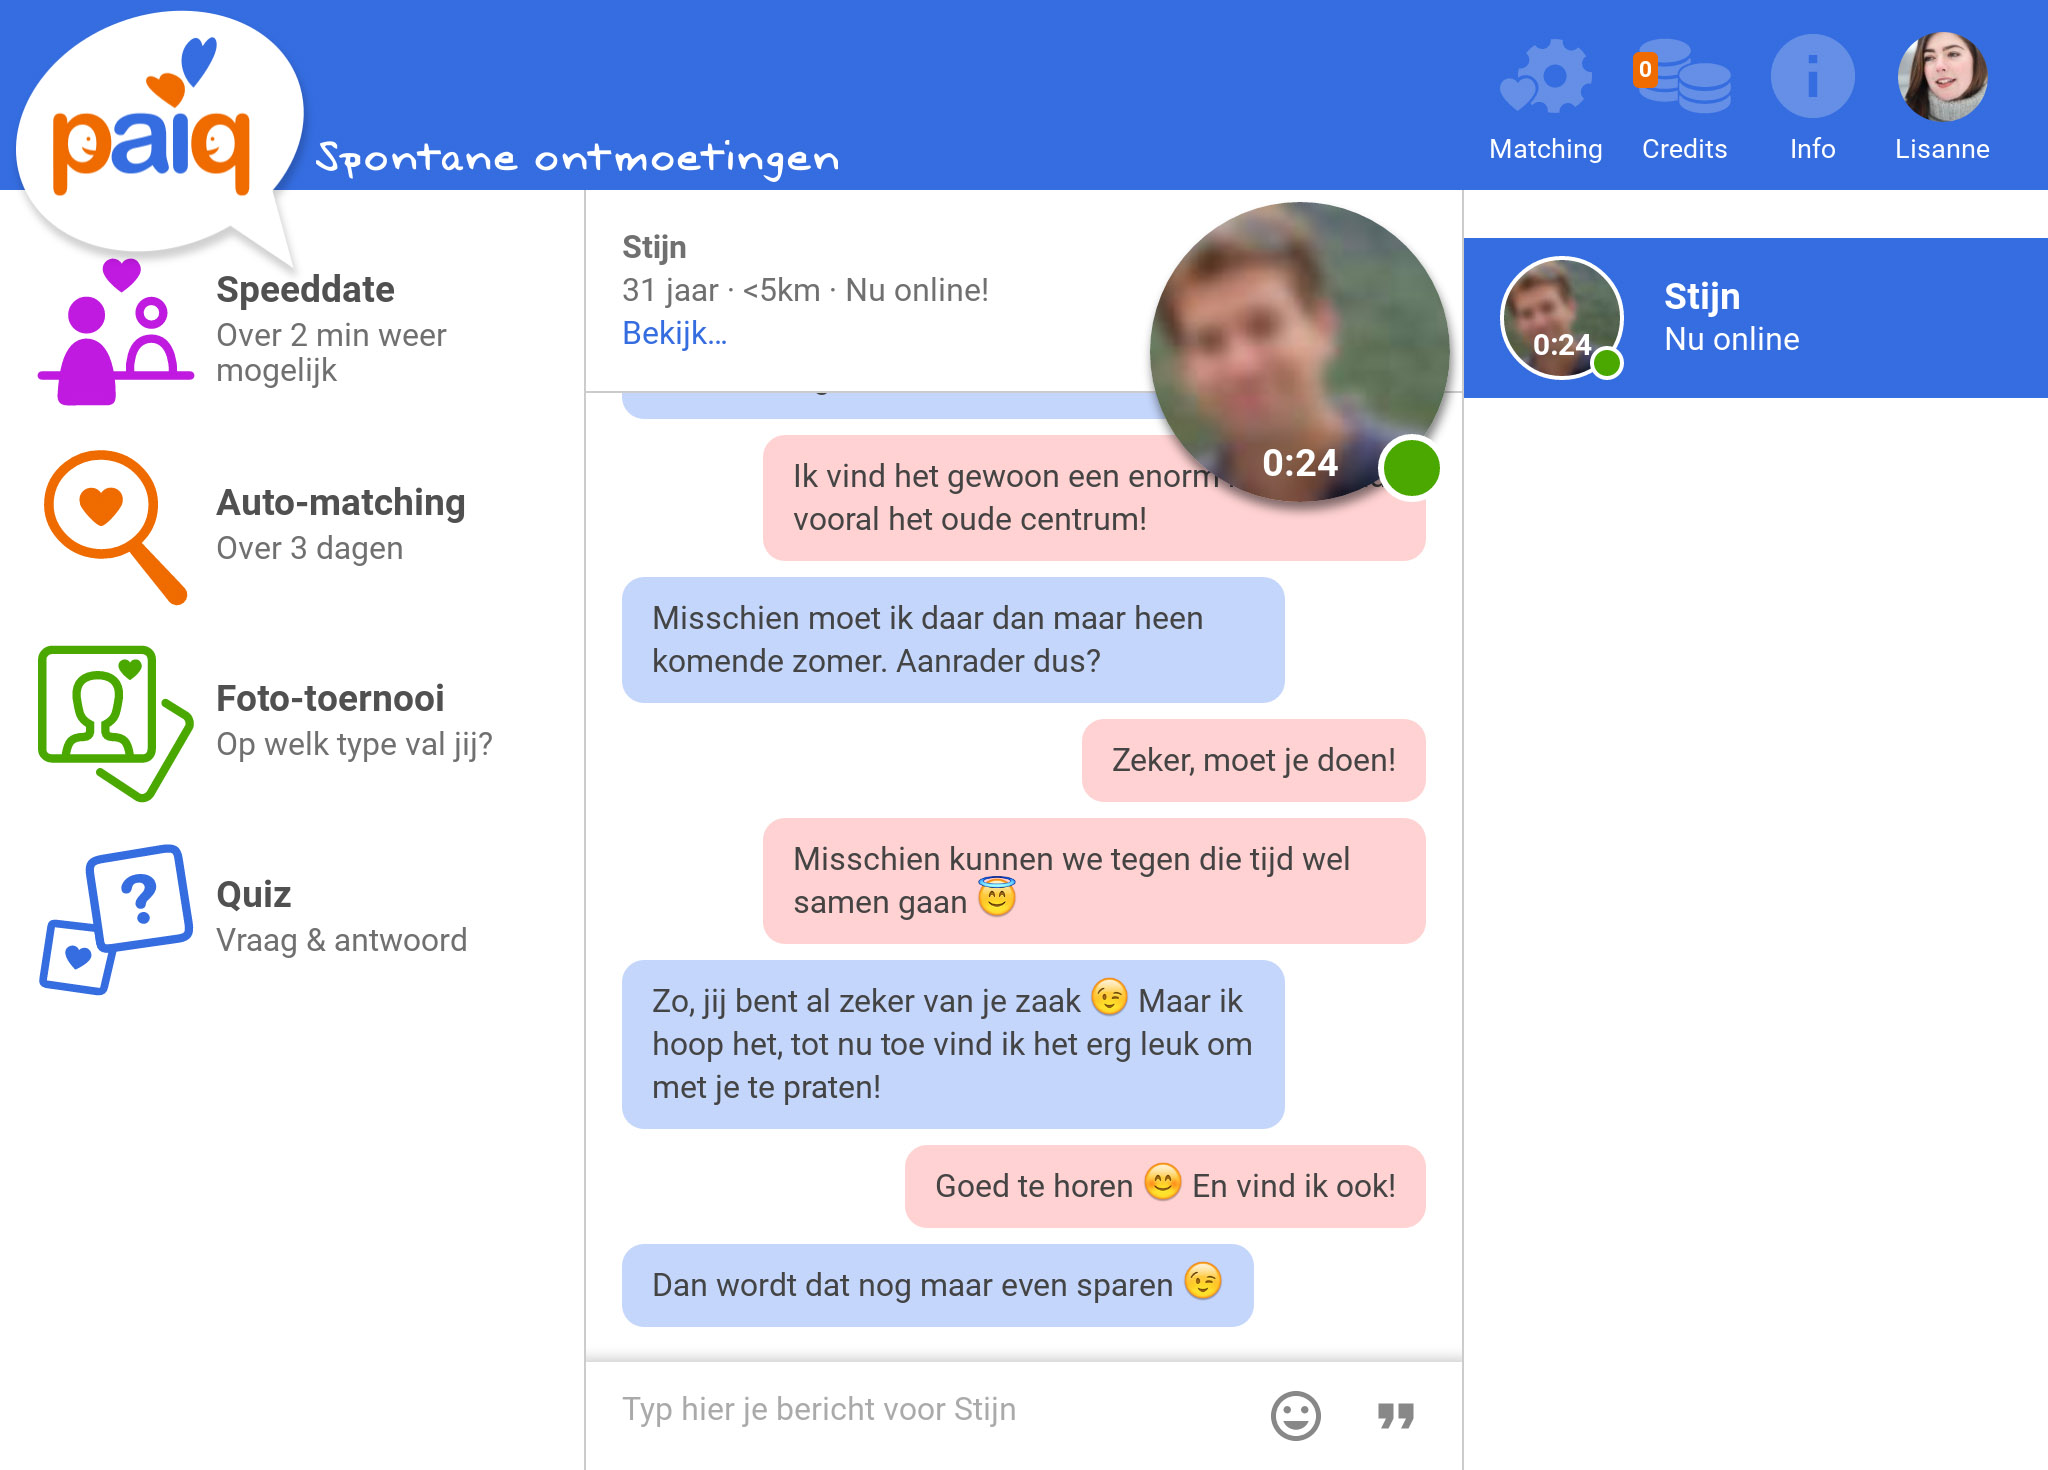 paiq
Spontane ontmoetingen
0
i
Matching
Credits
Info
Lisanne
Speeddate
Over 2 min weer
mogelijk
Auto-matching
Over 3 dagen
Foto-toernooi
Op welk type val jij?
?
Quiz
Vraag & antwoord
Stijn
31 jaar · <5km · Nu online!
Bekijk...
0:24
Ik vind het gewoon een enorm
vooral het oude centrum!
Misschien moet ik daar dan maar heen
komende zomer. Aanrader dus?
Zeker, moet je doen!
Misschien kunnen we tegen die tijd wel
samen gaan 😇
Zo, jij bent al zeker van je zaak 😉 Maar ik
hoop het, tot nu toe vind ik het erg leuk om
met je te praten!
Goed te horen 😊 En vind ik ook!
Dan wordt dat nog maar even sparen 😉
Typ hier je bericht voor Stijn
Stijn
Nu online
0:24